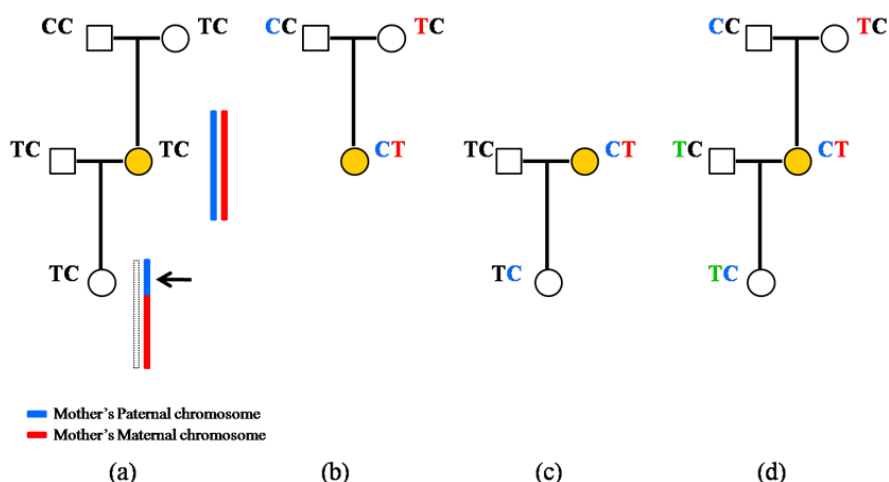 CC TC CC TC CC TC
TC TC CT TC CT TC CT
TC TC TC
Mother's Paternal chromosome
Mother's Maternal chromosome
(a) (b) (c) (d)